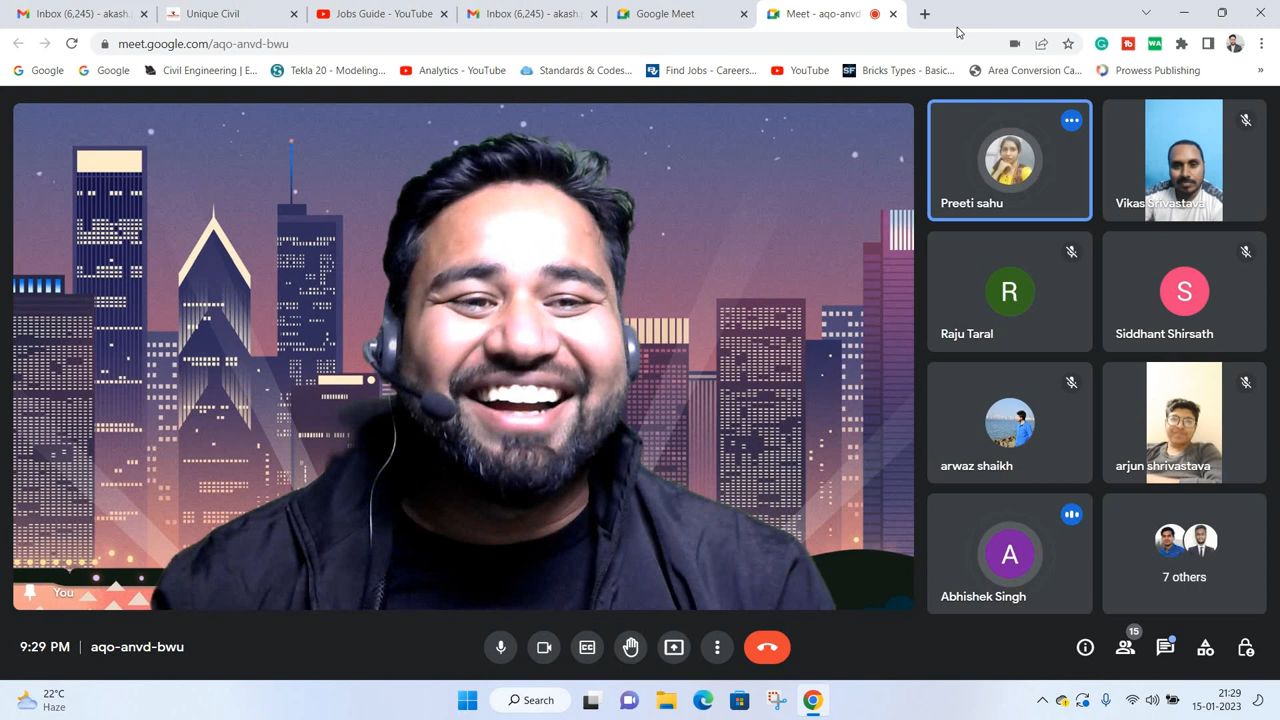 Inbox (6,245) - akash.
Unique Civil
Jobs Guide - YouTube
Inbox (6,245) - akash.p
Google Meet
Meet - aqo-anvd
meet.google.com/aqo-anvd-bwu
Google
Google
Civil Engineering | E...
Tekla 20 - Modeling...
Analytics - YouTube
Standards & Codes...
Find Jobs - Careers...
YouTube
Bricks Types - Basic...
Area Conversion Ca...
Prowess Publishing
Preeti sahu
Vikas Srivastava
R
Raju Taral
S
Siddhant Shirsath
arwaz shaikh
arjun shrivastava
A
Abhishek Singh
7 others
You
9:29 PM | aqo-anvd-bwu
15
22°C
Haze
Search
21:29
15-01-2023